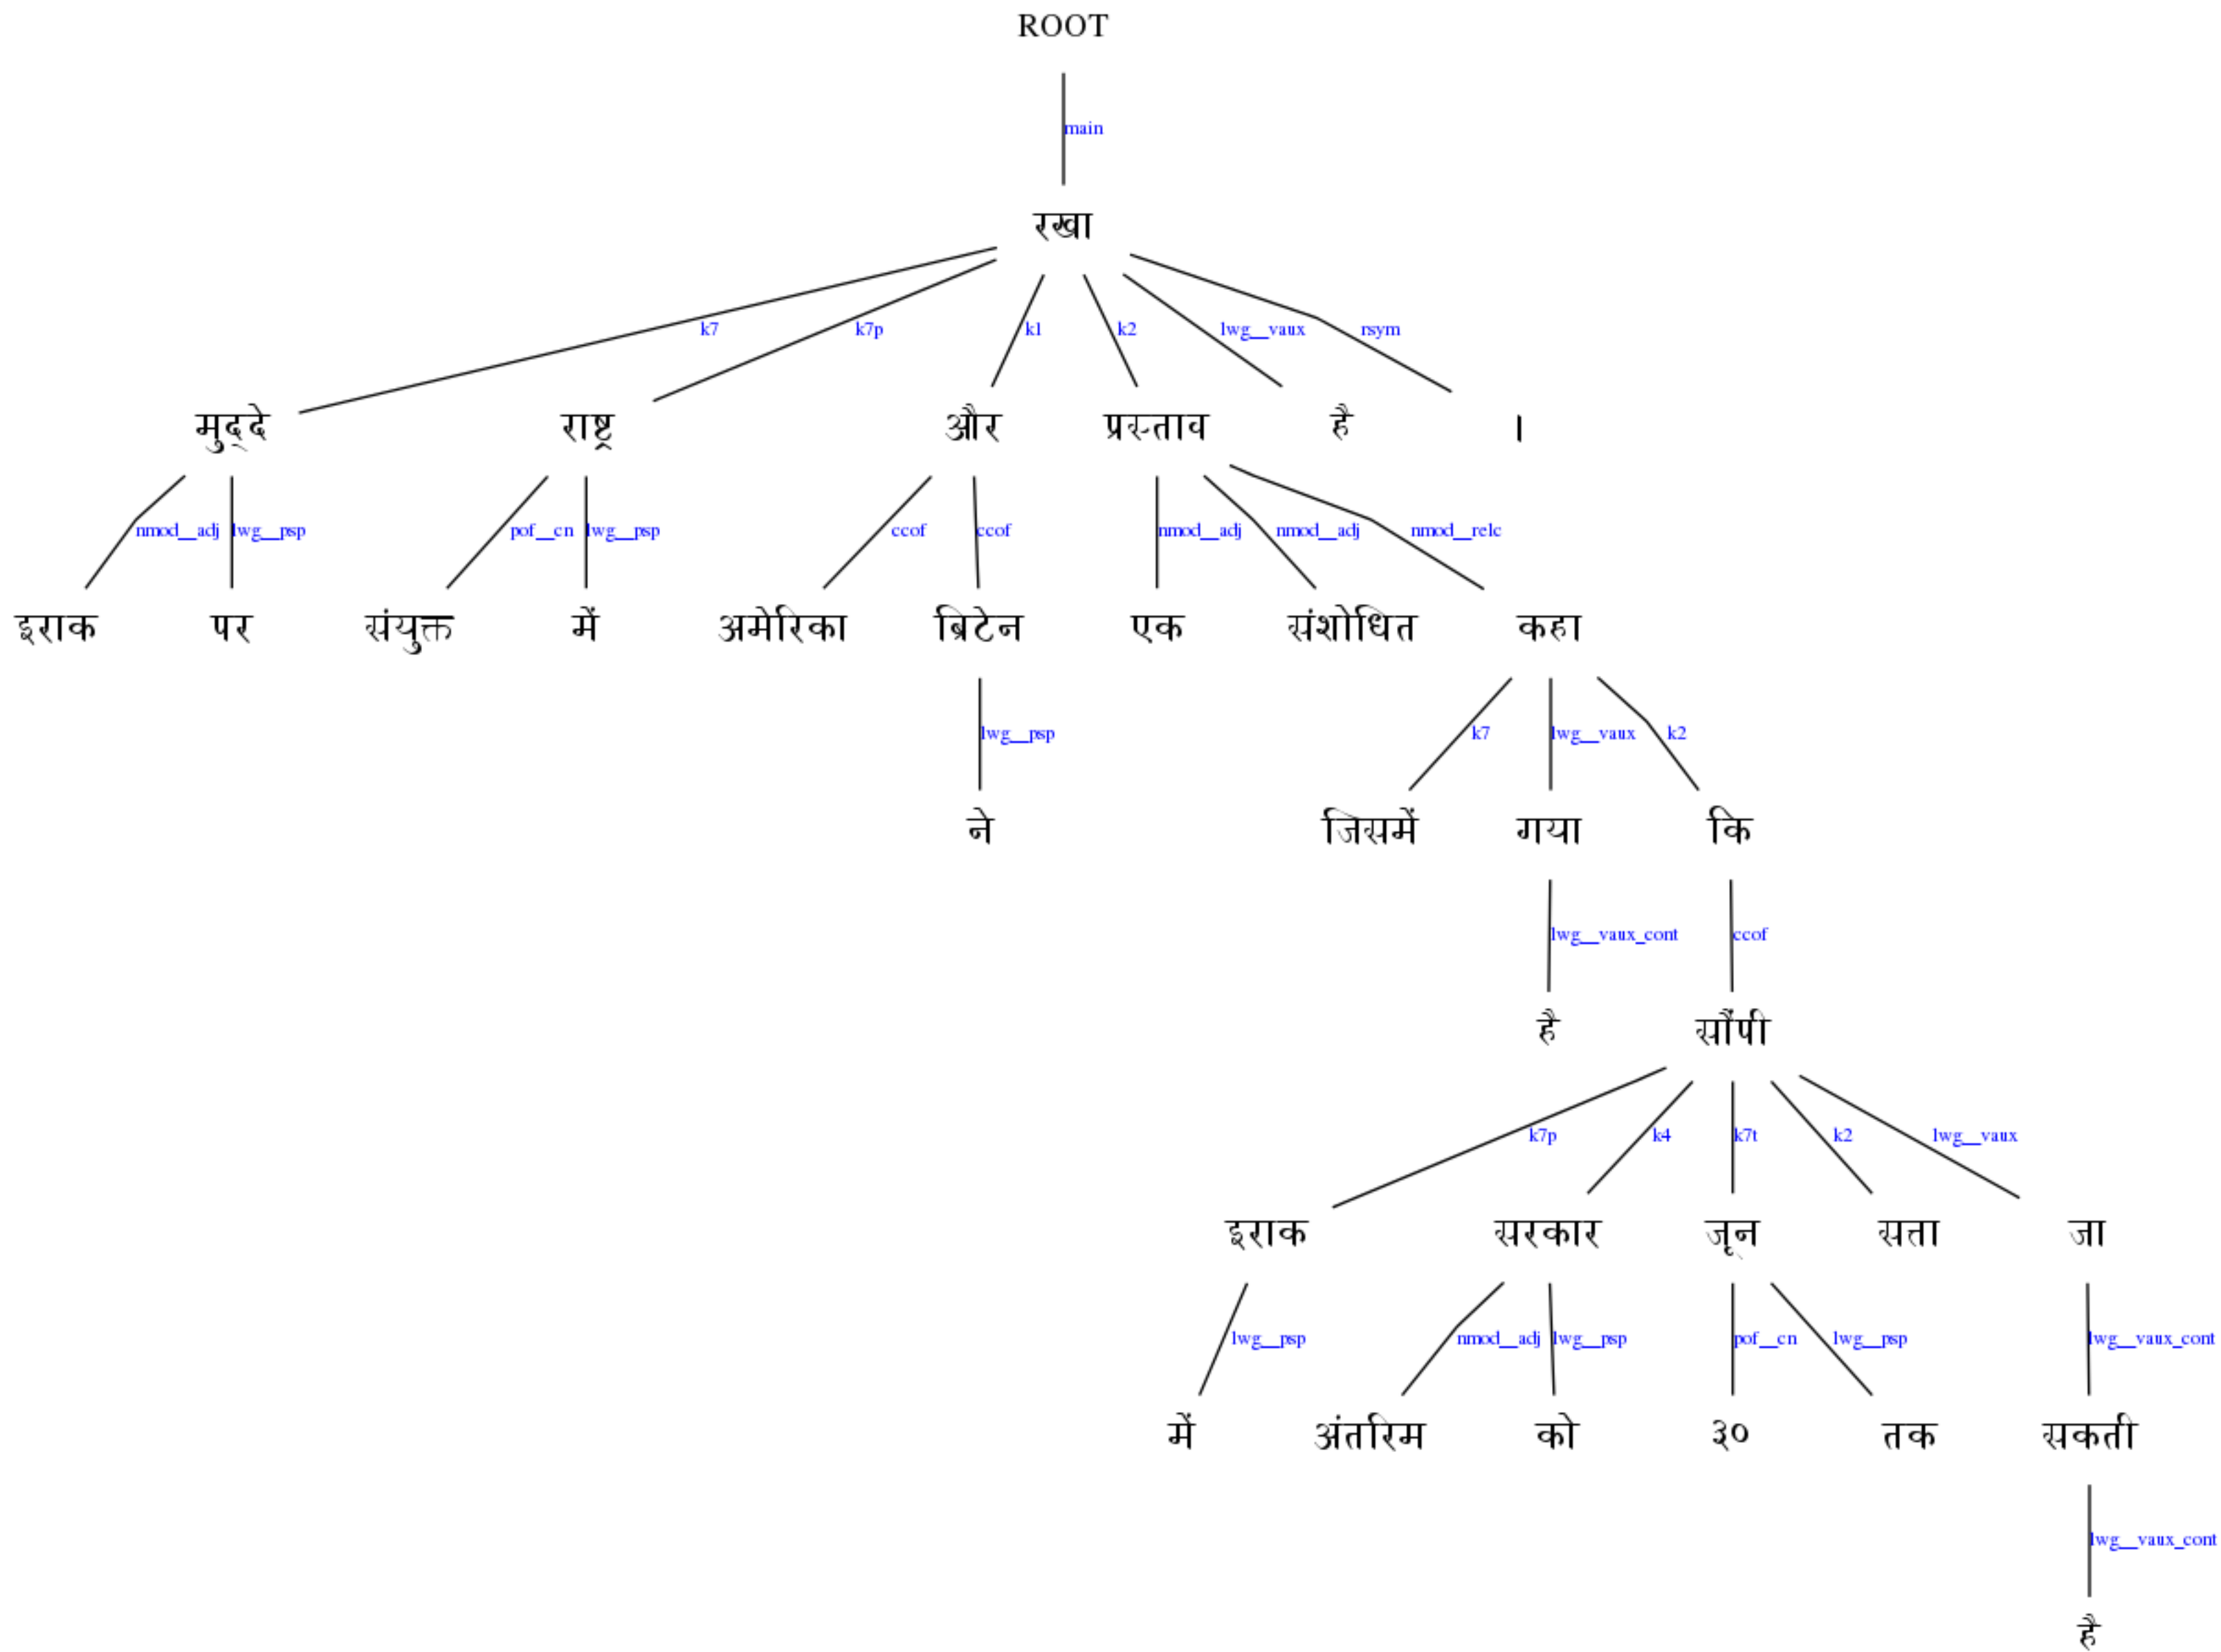 ROOT
main
रखा
k7 k7p k1 k2 lwg__vaux rsym
मुद्दे राष्ट्र और प्रस्ताव है ।
nmod__adj lwg__psp pof__cn lwg__psp ccof ccof nmod__adj nmod__adj nmod__relc
इराक पर संयुक्त में अमेरिका ब्रिटेन एक संशोधित कहा
lwg__psp k7 lwg__vaux k2
ने जिसमें गया कि
lwg__vaux_cont ccof
है सौंपी
k7p k4 k7t k2 lwg__vaux
इराक सरकार जून सत्ता जा
lwg__psp nmod__adj lwg__psp pof__cn lwg__psp lwg__vaux_cont
में अंतरिम को ३० तक सकती
lwg__vaux_cont
है